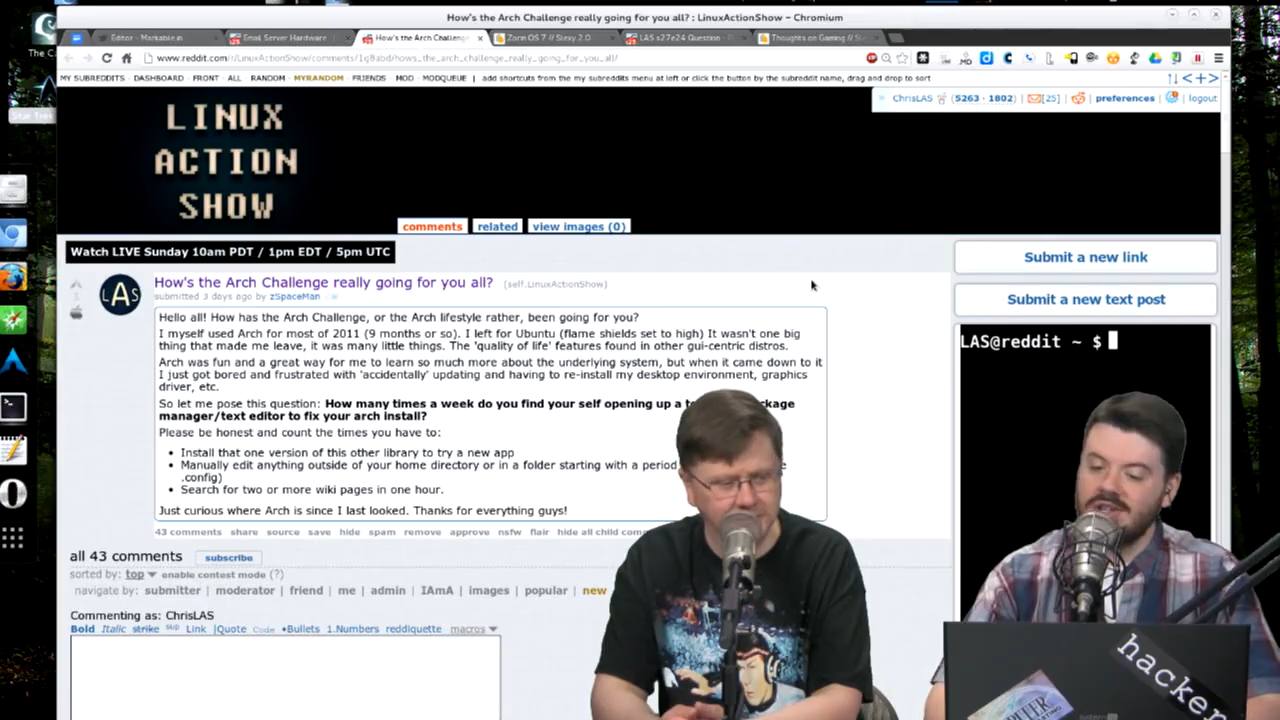 How's the Arch Challenge really going for you all? : LinuxActionShow - Chromium
Editor - Markable.in
Email Server Hardware
How's the Arch Challenge
Zorin OS 7 //
LAS s27e24 Question
Thoughts on Gaming //
www.reddit.com/r/LinuxActionShow/comments/
hows_the_arch_challenge_really_going_for_you_all/
MY SUBREDDITS - DASHBOARD - FRONT - ALL - RANDOM - MYRANDOM - FRIENDS - MOD - MODQUEUE | add shortcuts from the my subreddits menu at left or click the button by the subreddit name, drag and drop to sort
ChrisLAS (5263 · 1802) | [25] | preferences | logout
LINUX
ACTION
SHOW
comments related view images (0)
Watch LIVE Sunday 10am PDT / 1pm EDT / 5pm UTC
Submit a new link
Submit a new text post
LAS@reddit ~ $
LAS
How's the Arch Challenge really going for you all? (self.LinuxActionShow)
submitted 3 days ago by zSpaceMan
Hello all! How has the Arch Challenge, or the Arch lifestyle rather, been going for you?
I myself used Arch for most of 2011 (9 months or so). I left for Ubuntu (flame shields set to high) It wasn't one big
thing that made me leave, it was many little things. The 'quality of life' features found in other gui-centric distros.
Arch was fun and a great way for me to learn so much more about the underlying system, but when it came down to it
I just got bored and frustrated with 'accidentally' updating and having to re-install my desktop environment, graphics
driver, etc.
So let me pose this question: How many times a week do you find your self opening up a
manager/text editor to fix your arch install?
Please be honest and count the times you have to:
• Install that one version of this other library to try a new app
• Manually edit anything outside of your home directory or in a folder starting with a period
.config)
• Search for two or more wiki pages in one hour.
Just curious where Arch is since I last looked. Thanks for everything guys!
43 comments share source save hide spam remove approve nsfw flair hide all child
all 43 comments subscribe
sorted by: top ▼ enable contest mode (?)
navigate by: submitter | moderator | friend | me | admin | IAmA | images | popular | new
Commenting as: ChrisLAS
Bold Italic strike sup Link |Quote Code •Bullets 1.Numbers reddiquette macros ▼
hacker